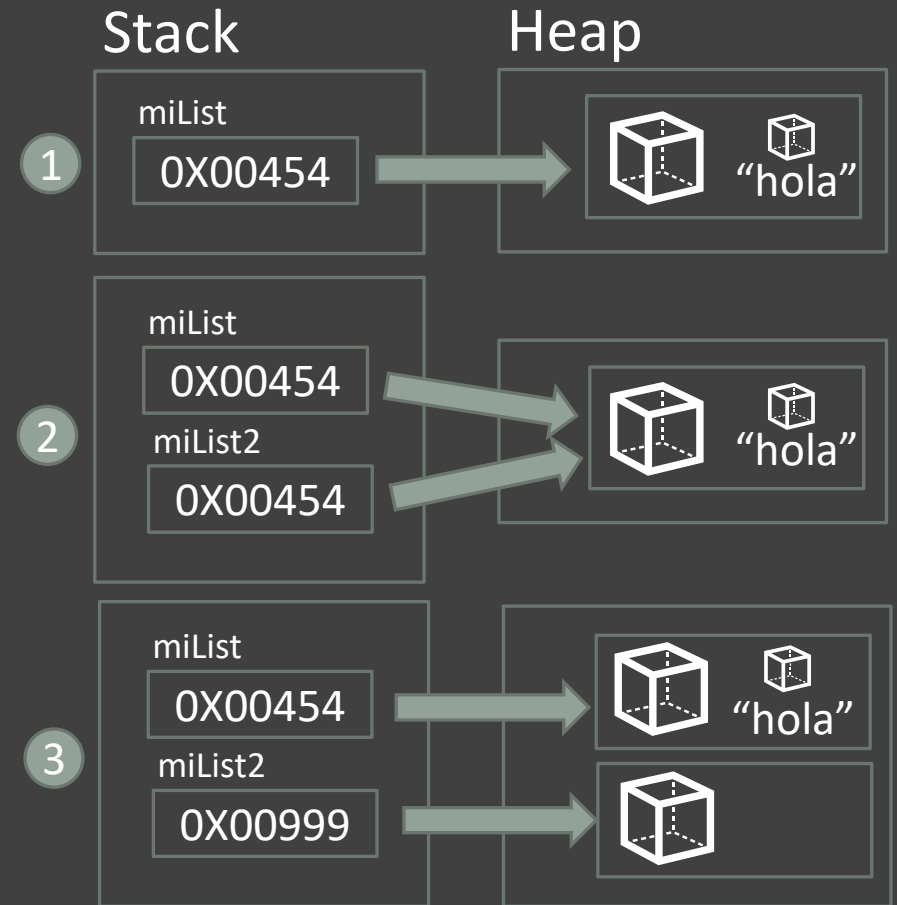 Stack
Heap
1
miList
0X00454
“hola”
2
miList
0X00454
miList2
0X00454
“hola”
3
miList
0X00454
miList2
0X00999
“hola”